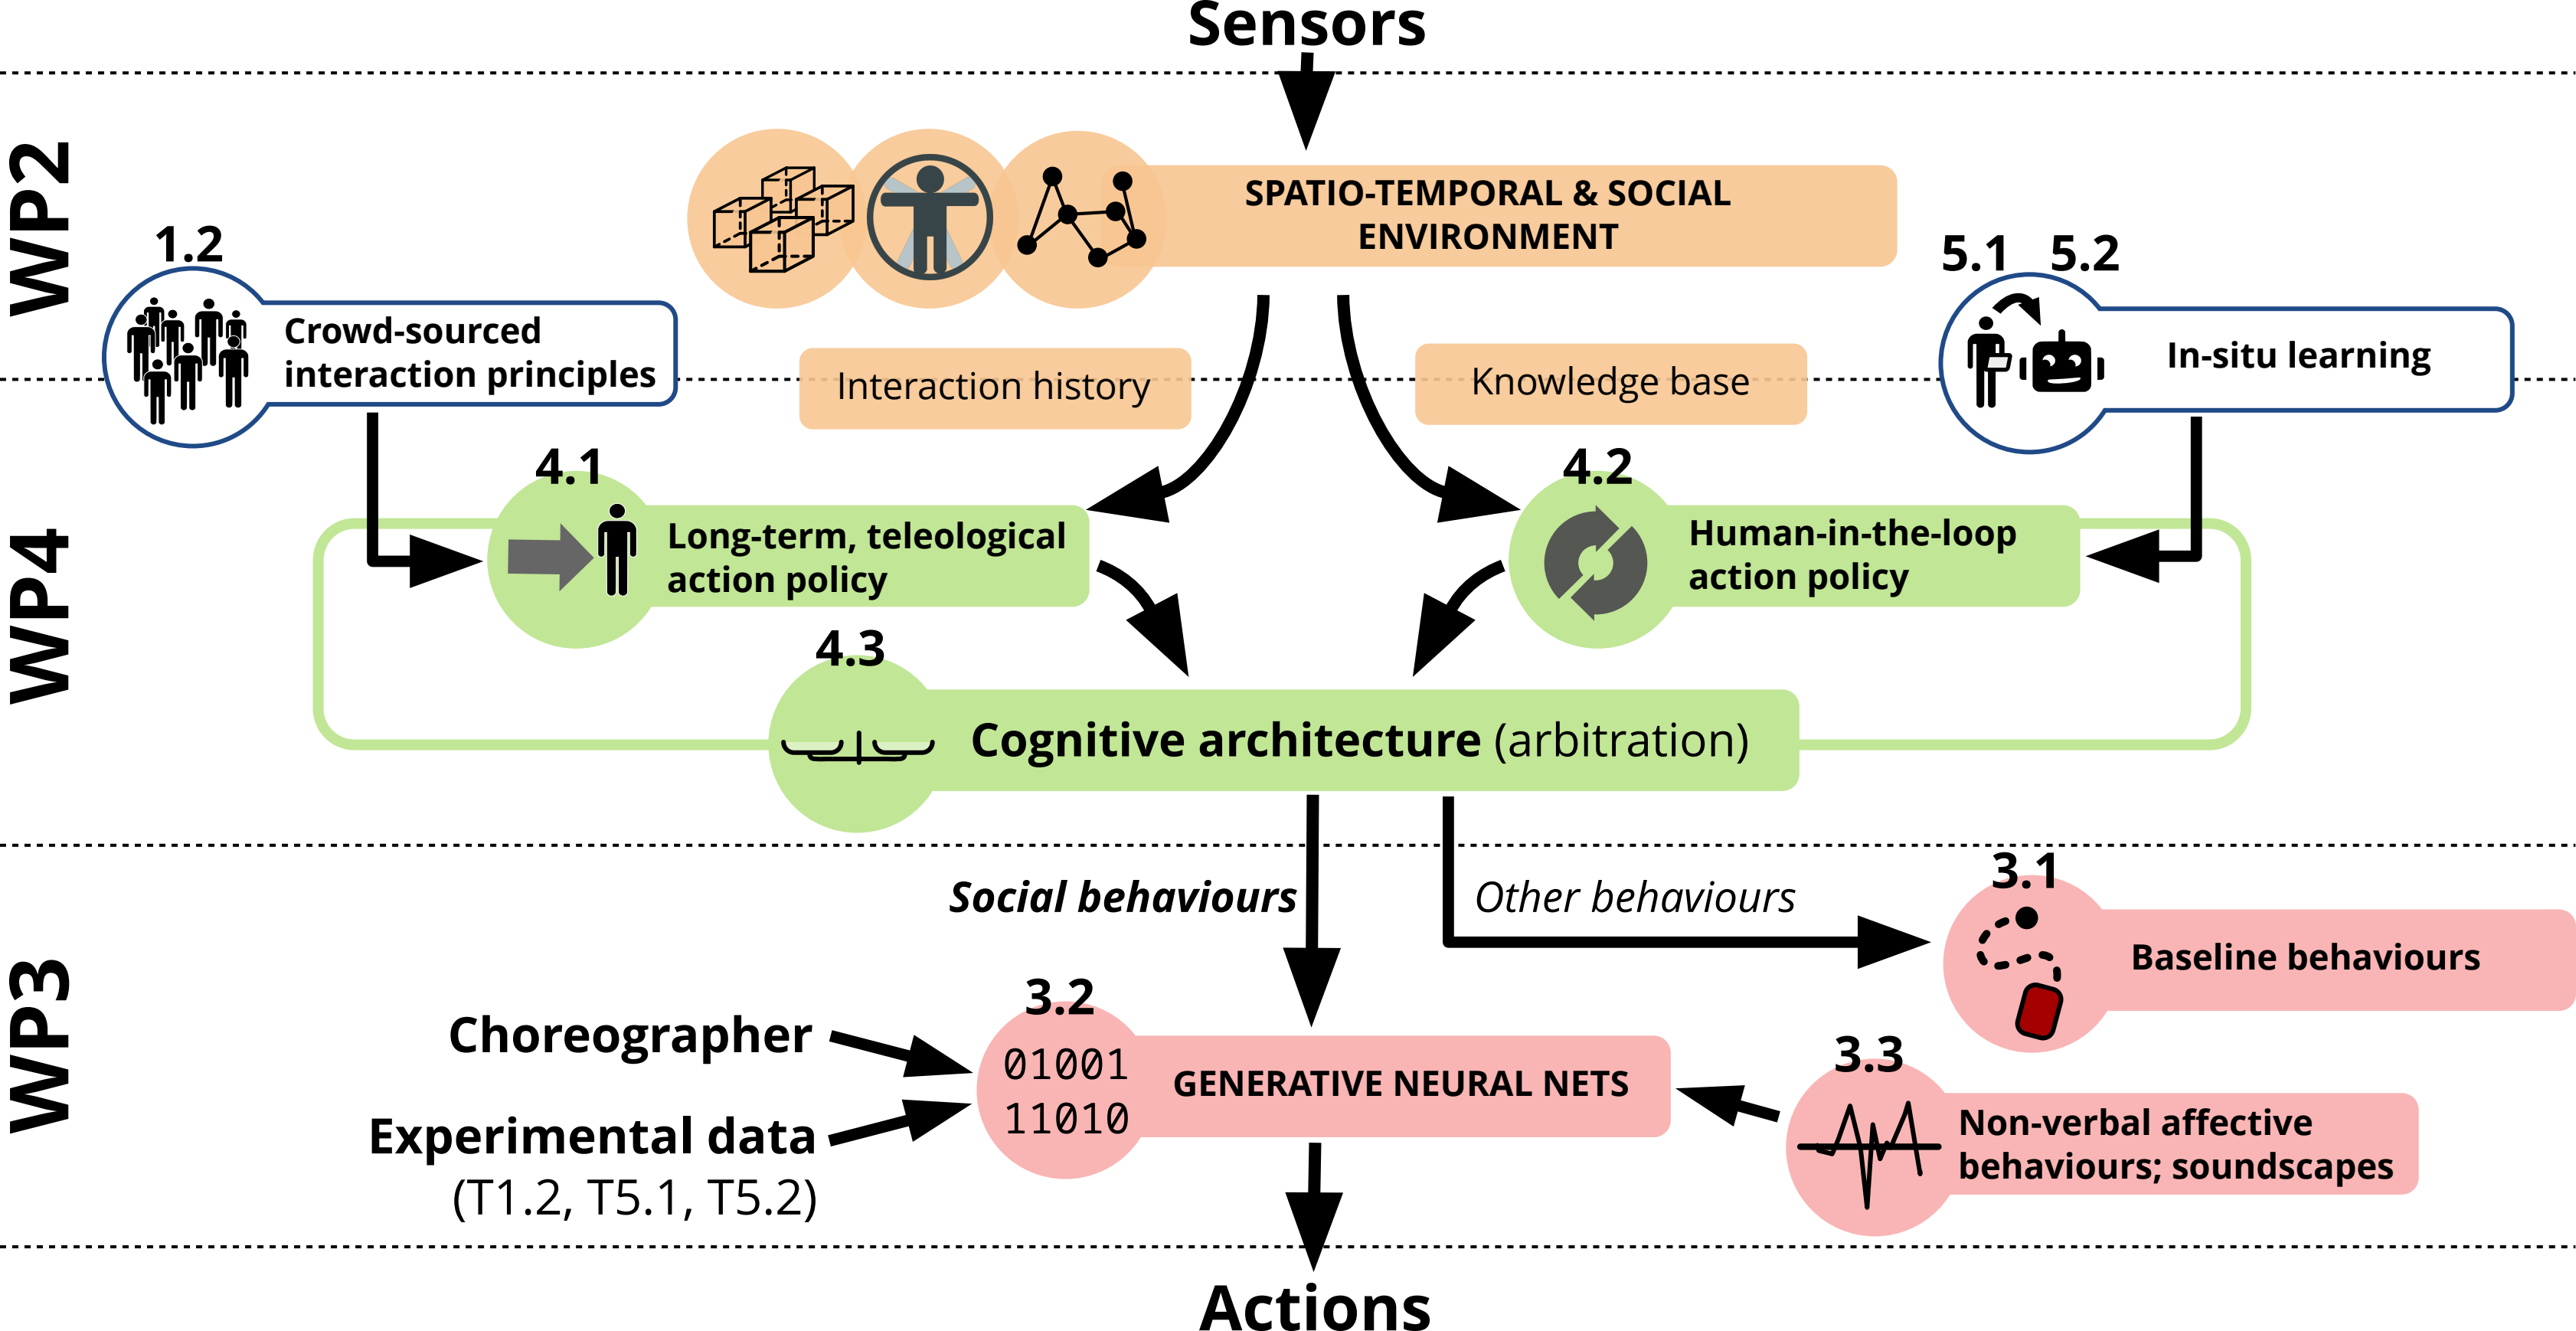 Sensors
WP2
SPATIO-TEMPORAL & SOCIAL
ENVIRONMENT
1.2
Crowd-sourced
interaction principles
5.1 5.2
In-situ learning
Interaction history
Knowledge base
WP4
4.1
Long-term, teleological
action policy
4.2
Human-in-the-loop
action policy
4.3
Cognitive architecture (arbitration)
WP3
Social behaviours
Other behaviours
3.1
Baseline behaviours
Choreographer
Experimental data
(T1.2, T5.1, T5.2)
3.2
01001
11010
GENERATIVE NEURAL NETS
3.3
Non-verbal affective
behaviours; soundscapes
Actions